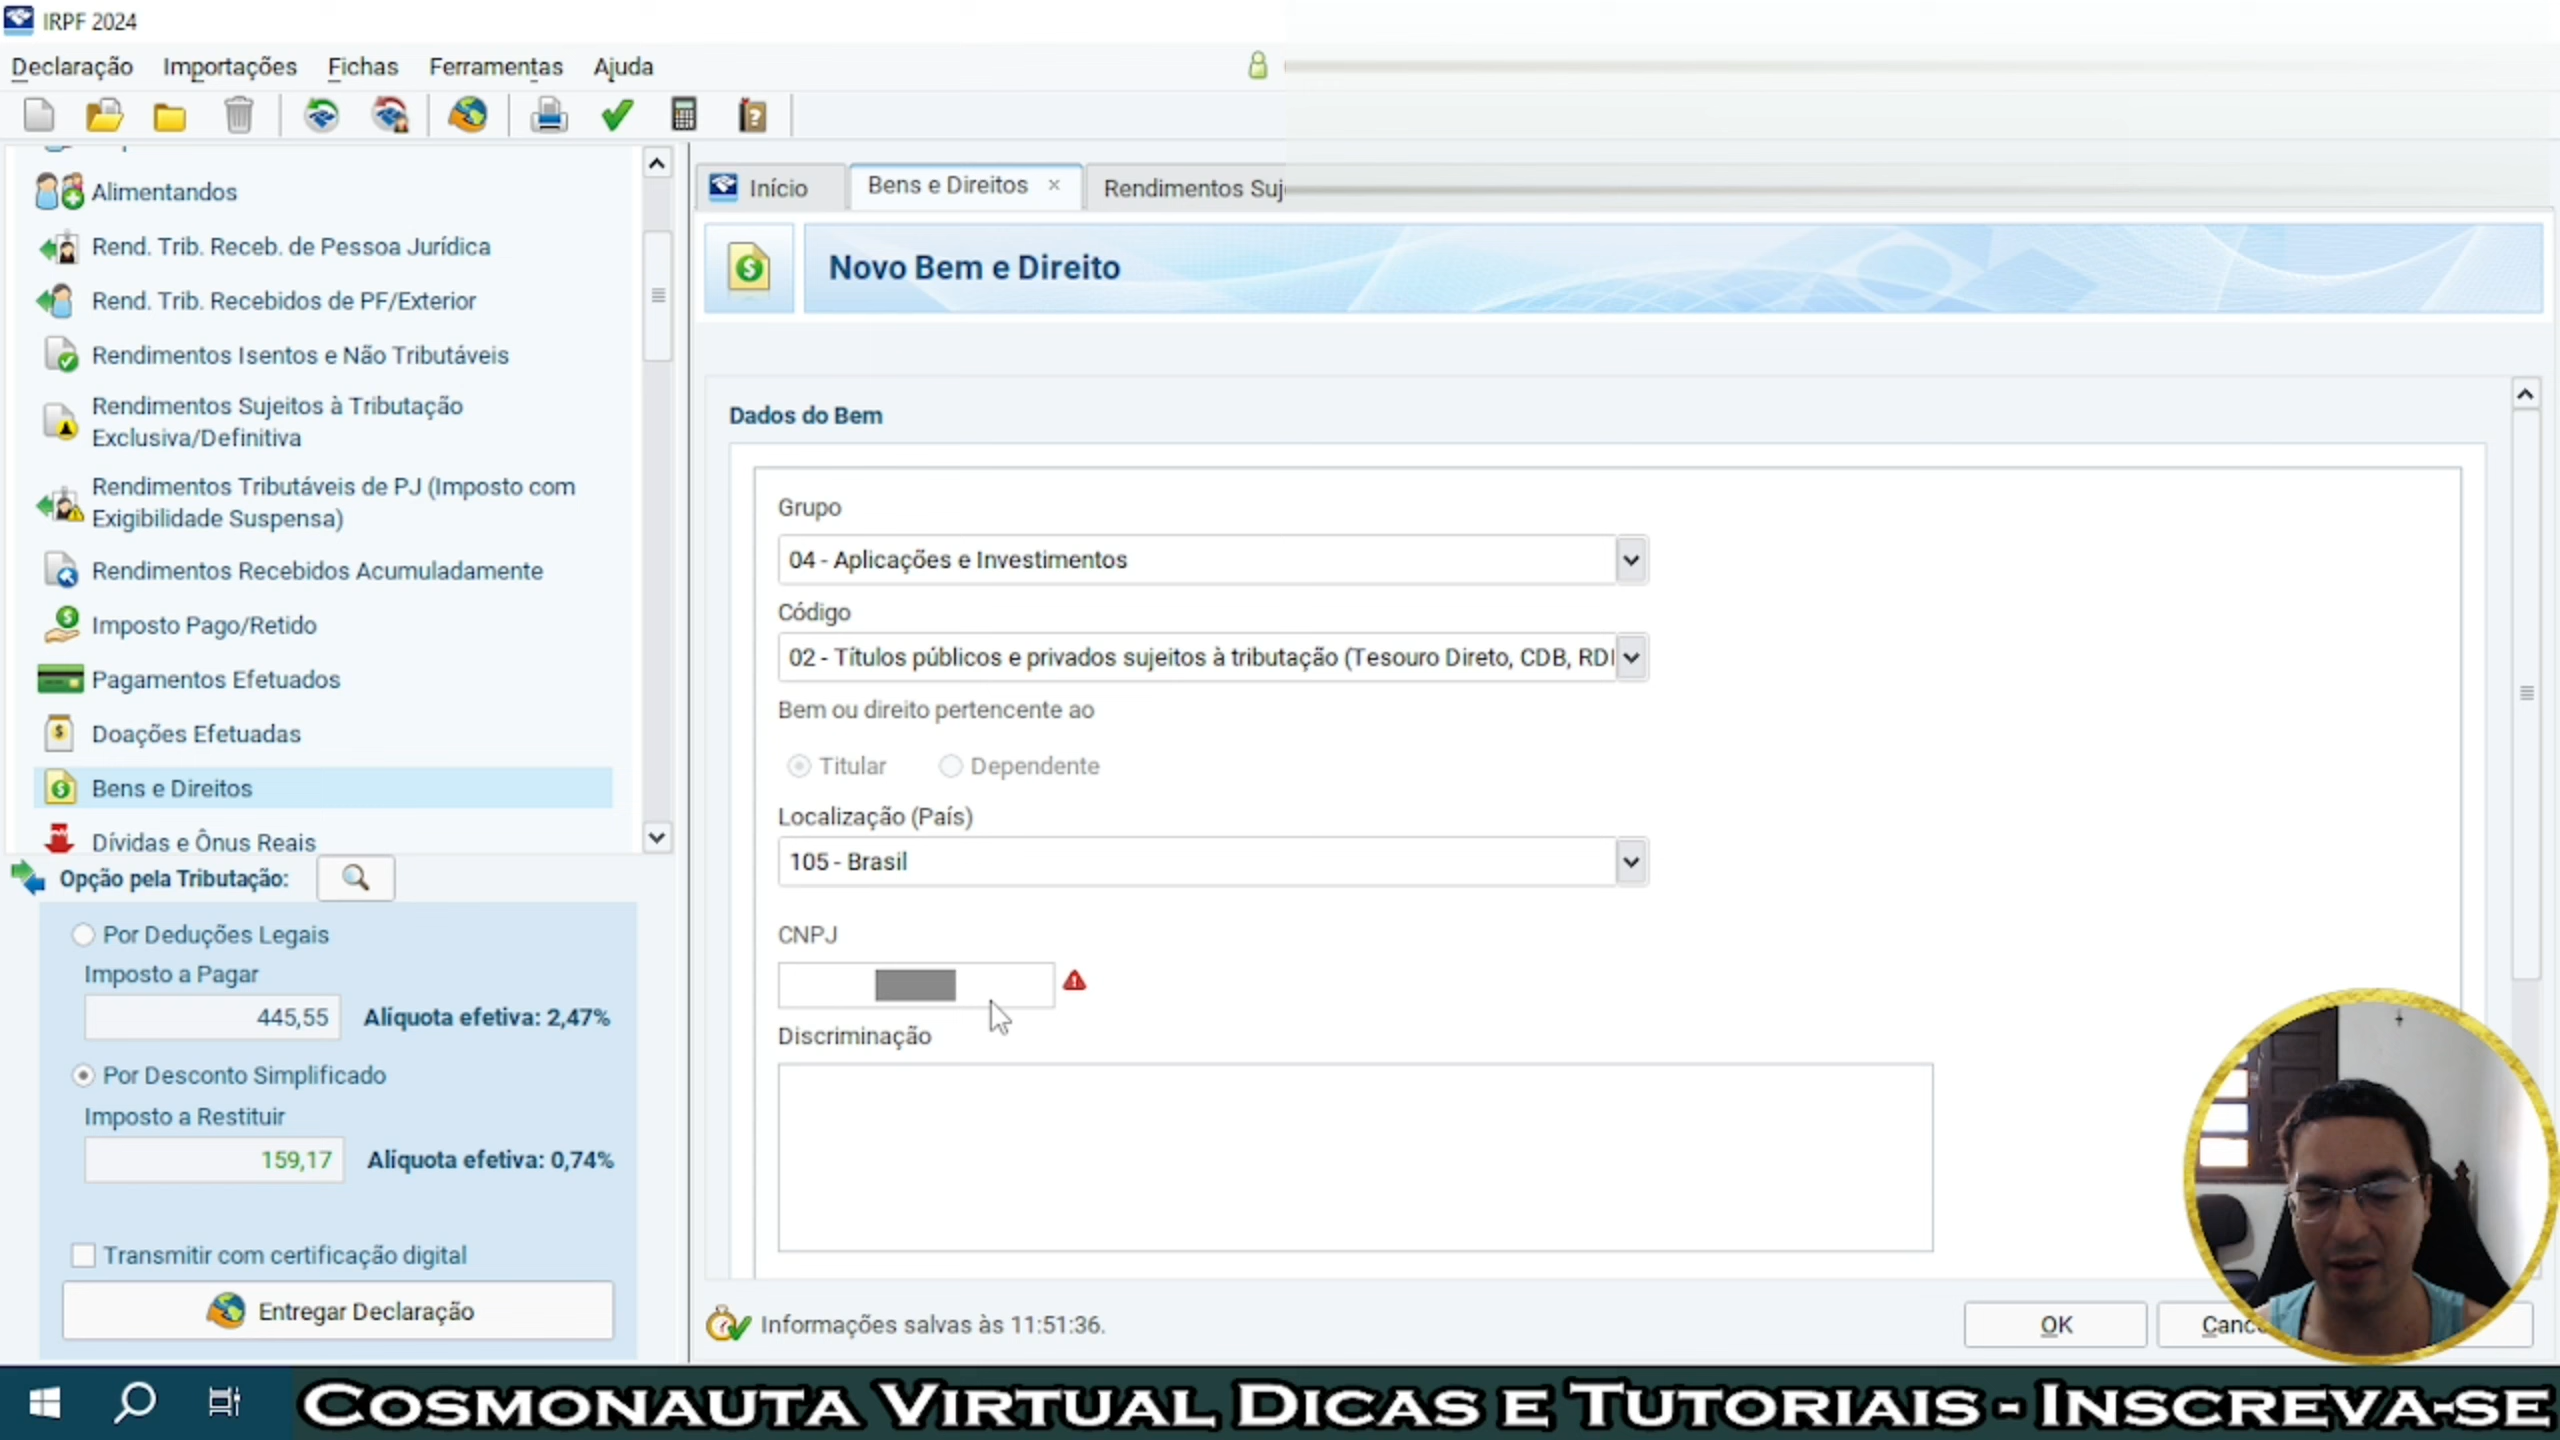 IRPF 2024
Declaração Importações Fichas Ferramentas Ajuda
Alimentandos
Rend. Trib. Receb. de Pessoa Jurídica
Rend. Trib. Recebidos de PF/Exterior
Rendimentos Isentos e Não Tributáveis
Rendimentos Sujeitos à Tributação
Exclusiva/Definitiva
Rendimentos Tributáveis de PJ (Imposto com
Exigibilidade Suspensa)
Rendimentos Recebidos Acumuladamente
Imposto Pago/Retido
Pagamentos Efetuados
Doações Efetuadas
Bens e Direitos
Dívidas e Ônus Reais
Opção pela Tributação:
Por Deduções Legais
Imposto a Pagar
445,55 Alíquota efetiva: 2,47%
Por Desconto Simplificado
Imposto a Restituir
159,17 Alíquota efetiva: 0,74%
Transmitir com certificação digital
Entregar Declaração
Início Bens e Direitos × Rendimentos Suj
Novo Bem e Direito
Dados do Bem
Grupo
04 - Aplicações e Investimentos
Código
02 - Títulos públicos e privados sujeitos à tributação (Tesouro Direto, CDB, RDI
Bem ou direito pertencente ao
Titular Dependente
Localização (País)
105 - Brasil
CNPJ
Discriminação
Informações salvas às 11:51:36.
OK Canc
Cosmonauta Virtual Dicas e Tutoriais - Inscreva-se